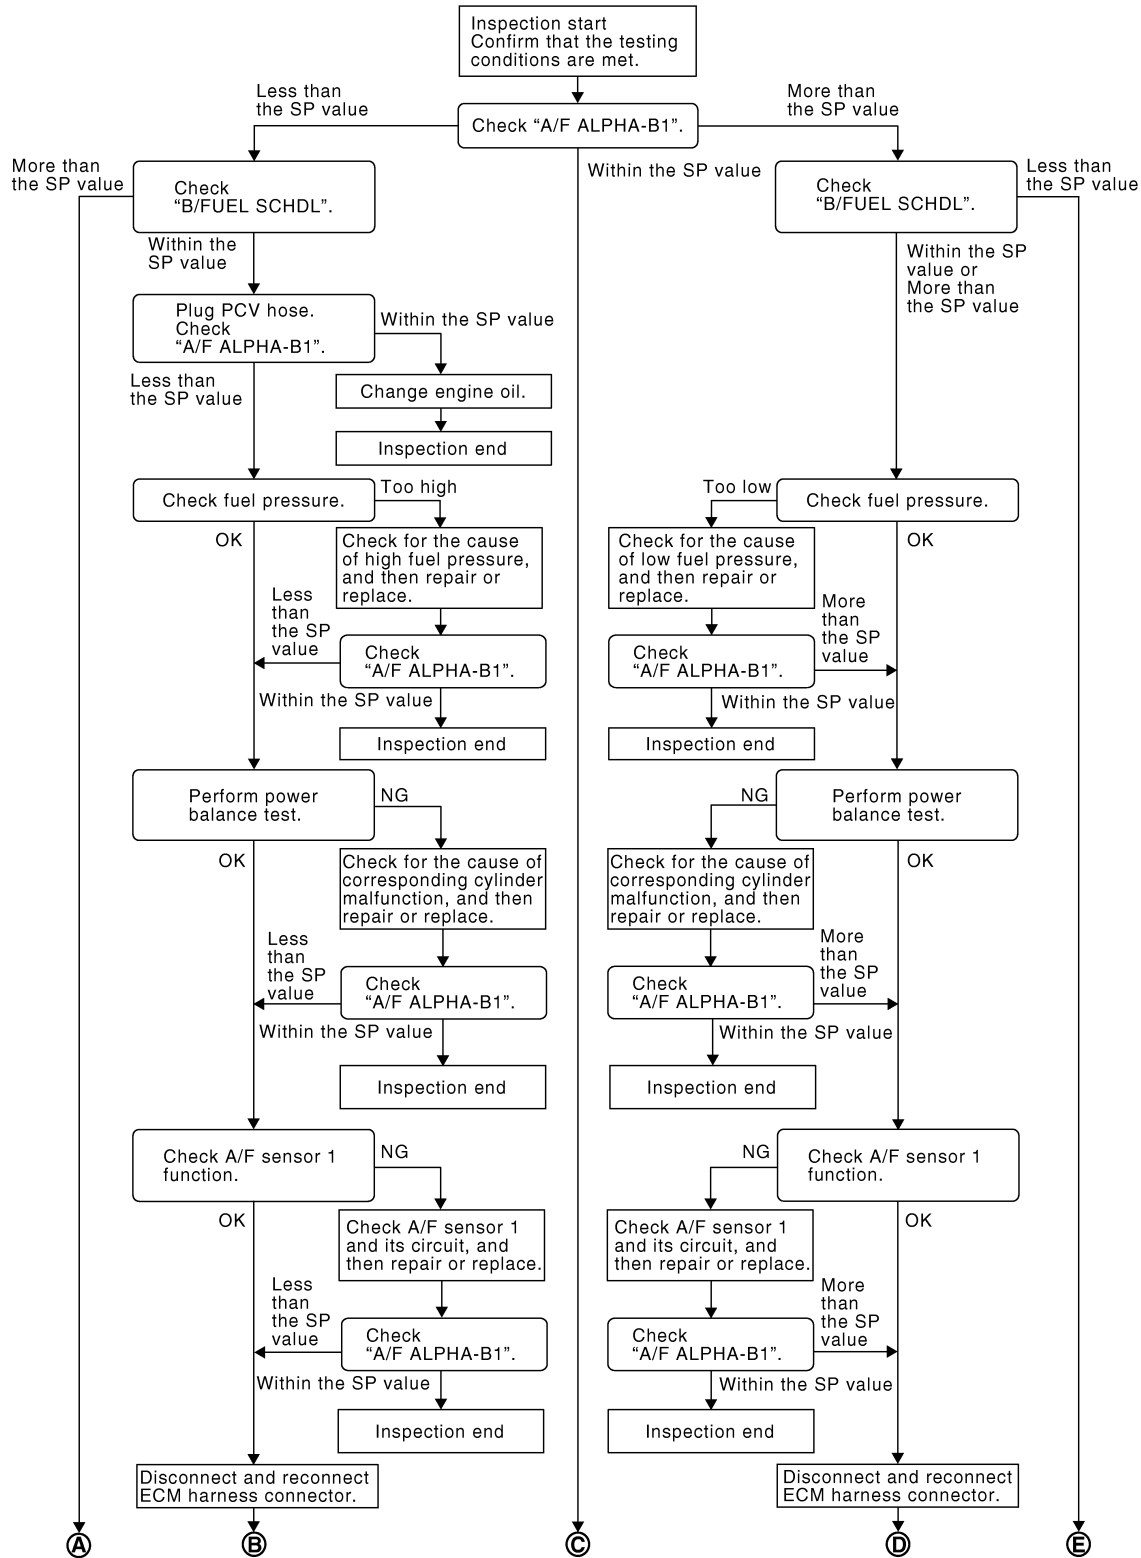 Inspection start
Confirm that the testing
conditions are met.
Less than
the SP value
More than
the SP value
Check “A/F ALPHA-B1”.
More than
the SP value
Within the SP value
Less than
the SP value
Check
“B/FUEL SCHDL”.
Check
“B/FUEL SCHDL”.
Within the
SP value
Within the SP
value or
More than
the SP value
Plug PCV hose.
Check
“A/F ALPHA-B1”.
Within the SP value
Less than
the SP value
Change engine oil.
Inspection end
Check fuel pressure.
Too high
Too low
Check fuel pressure.
OK
OK
Check for the cause
of high fuel pressure,
and then repair or
replace.
Check for the cause
of low fuel pressure,
and then repair or
replace.
Less
than
the SP
value
More
than
the SP
value
Check
“A/F ALPHA-B1”.
Check
“A/F ALPHA-B1”.
Within the SP value
Within the SP value
Inspection end
Inspection end
Perform power
balance test.
NG
NG
Perform power
balance test.
OK
OK
Check for the cause of
corresponding cylinder
malfunction, and then
repair or replace.
Check for the cause of
corresponding cylinder
malfunction, and then
repair or replace.
Less
than
the SP
value
More
than
the SP
value
Check
“A/F ALPHA-B1”.
Check
“A/F ALPHA-B1”.
Within the SP value
Within the SP value
Inspection end
Inspection end
Check A/F sensor 1
function.
NG
NG
Check A/F sensor 1
function.
OK
OK
Check A/F sensor 1
and its circuit, and
then repair or replace.
Check A/F sensor 1
and its circuit, and
then repair or replace.
Less
than
the SP
value
More
than
the SP
value
Check
“A/F ALPHA-B1”.
Check
“A/F ALPHA-B1”.
Within the SP value
Within the SP value
Inspection end
Inspection end
Disconnect and reconnect
ECM harness connector.
Disconnect and reconnect
ECM harness connector.
A
B
C
D
E